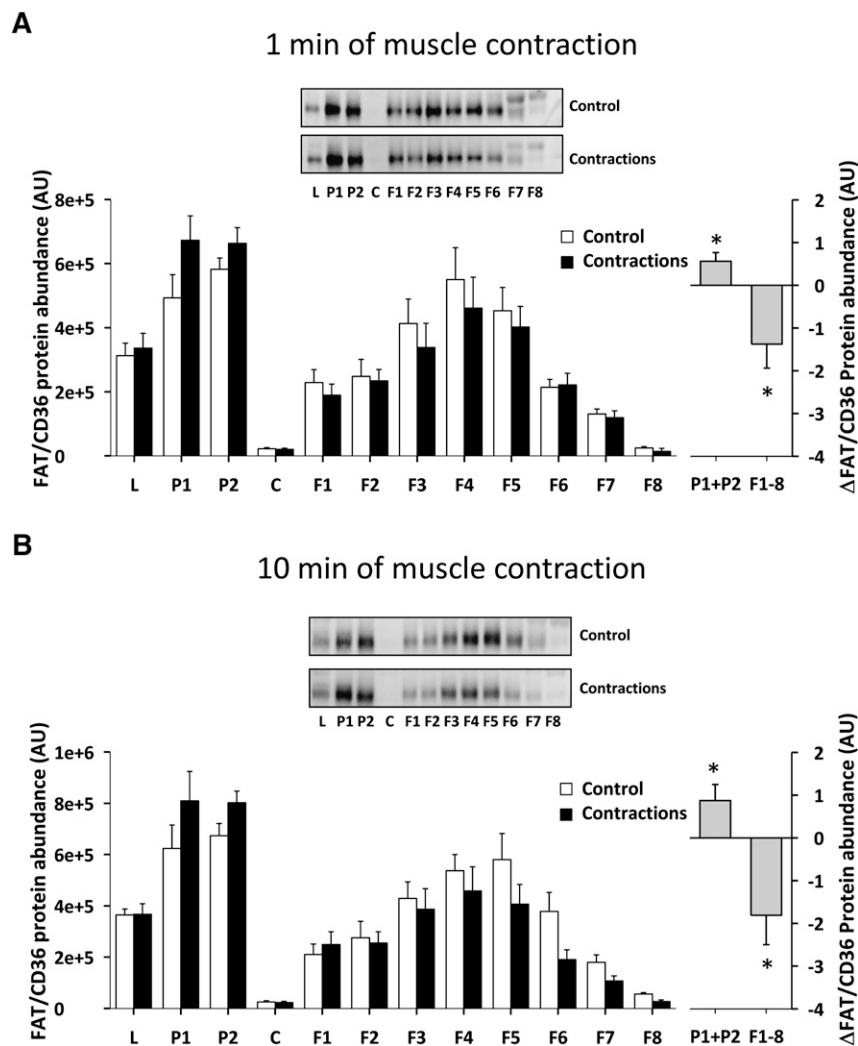 A
1 min of muscle contraction
Control
Contractions
L P1 P2 C F1 F2 F3 F4 F5 F6 F7 F8
FAT/CD36 protein abundance (AU)
8e+5
6e+5
4e+5
2e+5
0
Control
Contractions
L P1 P2 C F1 F2 F3 F4 F5 F6 F7 F8
*
*
2
1
0
-1
-2
-3
-4
P1+P2 F1-8
ΔFAT/CD36 Protein abundance (AU)
B
10 min of muscle contraction
Control
Contractions
L P1 P2 C F1 F2 F3 F4 F5 F6 F7 F8
FAT/CD36 protein abundance (AU)
1e+6
8e+5
6e+5
4e+5
2e+5
0
Control
Contractions
L P1 P2 C F1 F2 F3 F4 F5 F6 F7 F8
*
*
2
1
0
-1
-2
-3
-4
P1+P2 F1-8
ΔFAT/CD36 Protein abundance (AU)